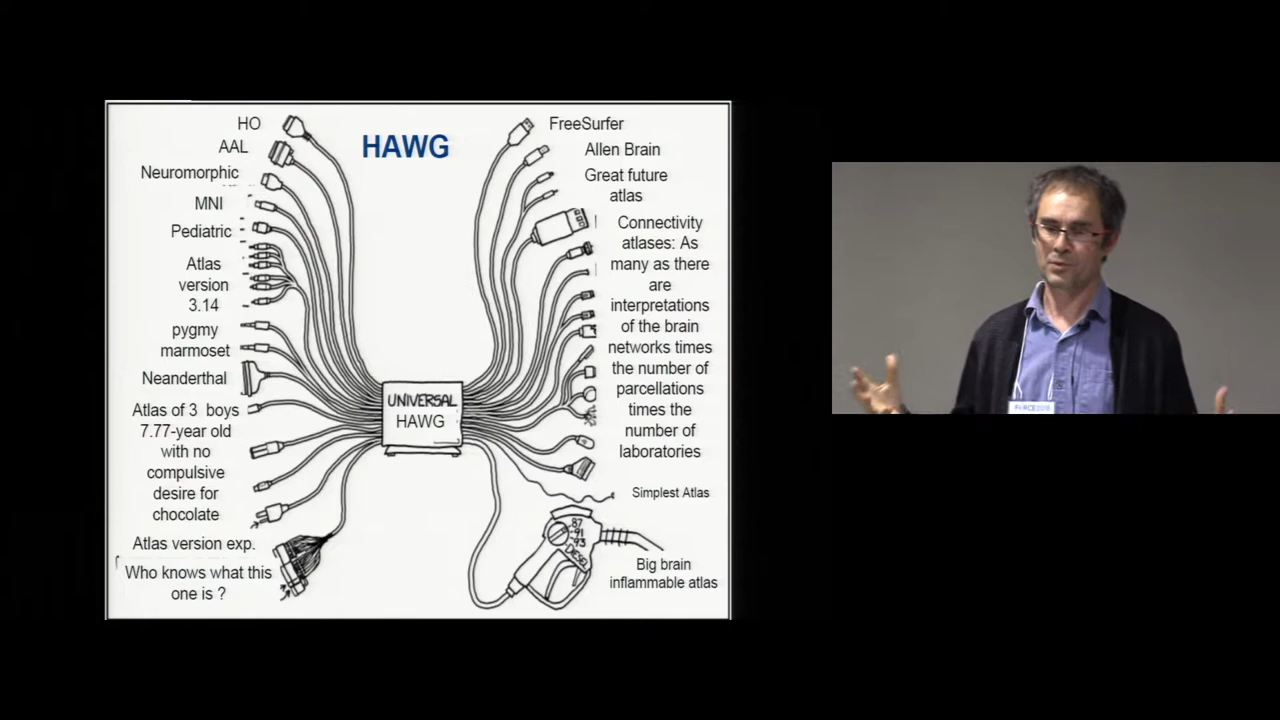 HAWG
HO
AAL
Neuromorphic
MNI
Pediatric
Atlas
version
3.14
pygmy
marmoset
Neanderthal
Atlas of 3 boys
7.77-year old
with no
compulsive
desire for
chocolate
Atlas version exp.
Who knows what this
one is ?
UNIVERSAL
HAWG
FreeSurfer
Allen Brain
Great future
atlas
Connectivity
atlases: As
many as there
are
interpretations
of the brain
networks times
the number of
parcellations
times the
number of
laboratories
Simplest Atlas
87
91
93
DIESEL
Big brain
inflammable atlas